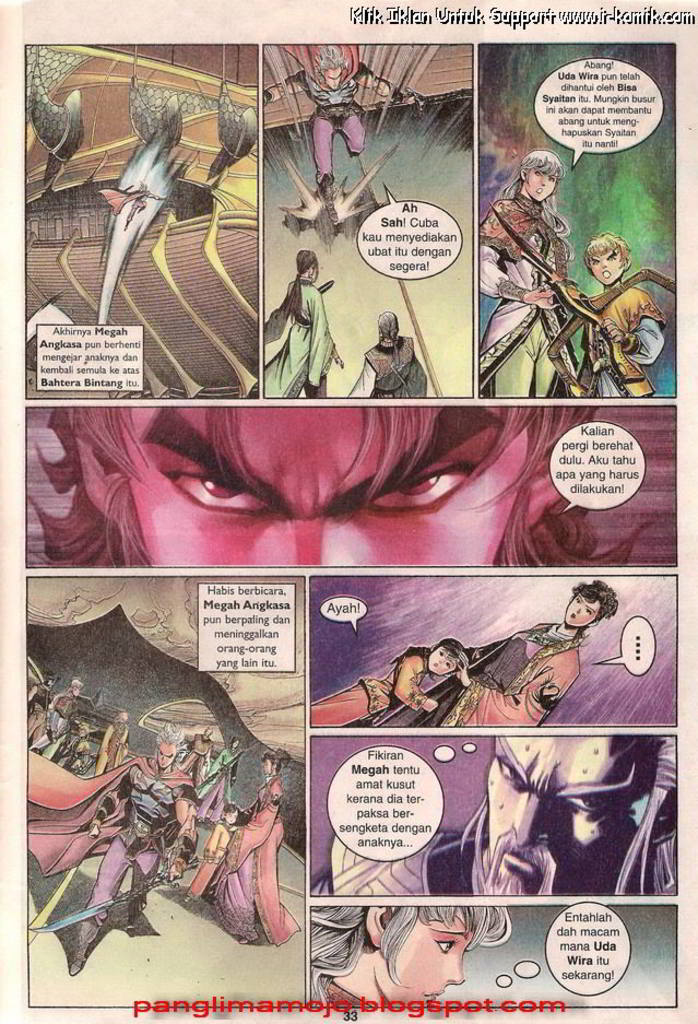 Klik Iklan Untuk Support www.ir-komik.com
Akhirnya Megah
Angkasa pun berhenti
mengejar anaknya dan
kembali semula ke atas
Bahtera Bintang itu.
Ah
Sah! Cuba
kau menyediakan
ubat itu dengan
segera!
Abang!
Uda Wira pun telah
dihantui oleh Bisa
Syaitan itu. Mungkin busur
ini akan dapat membantu
abang untuk meng-
hapuskan Syaitan
itu nanti!
Kalian
pergi berehat
dulu. Aku tahu
apa yang harus
dilakukan!
Habis berbicara,
Megah Angkasa
pun berpaling dan
meninggalkan
orang-orang
yang lain itu.
Ayah!
....
Fikiran
Megah tentu
amat kusut
kerana dia ter-
paksa ber-
sengketa dengan
anaknya...
Entahlah
dah macam
mana Uda
Wira itu
sekarang!
panglimamojo.blogspot.com
33